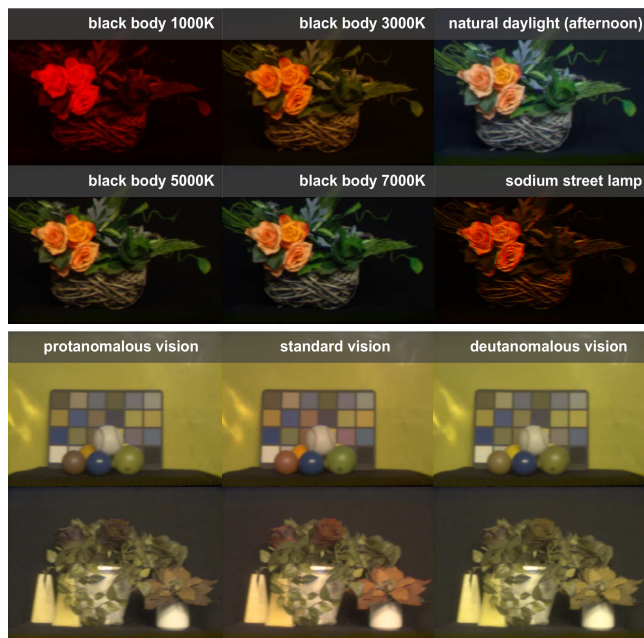 black body 1000K
black body 3000K
natural daylight (afternoon)
black body 5000K
black body 7000K
sodium street lamp
protanomalous vision
standard vision
deutanomalous vision